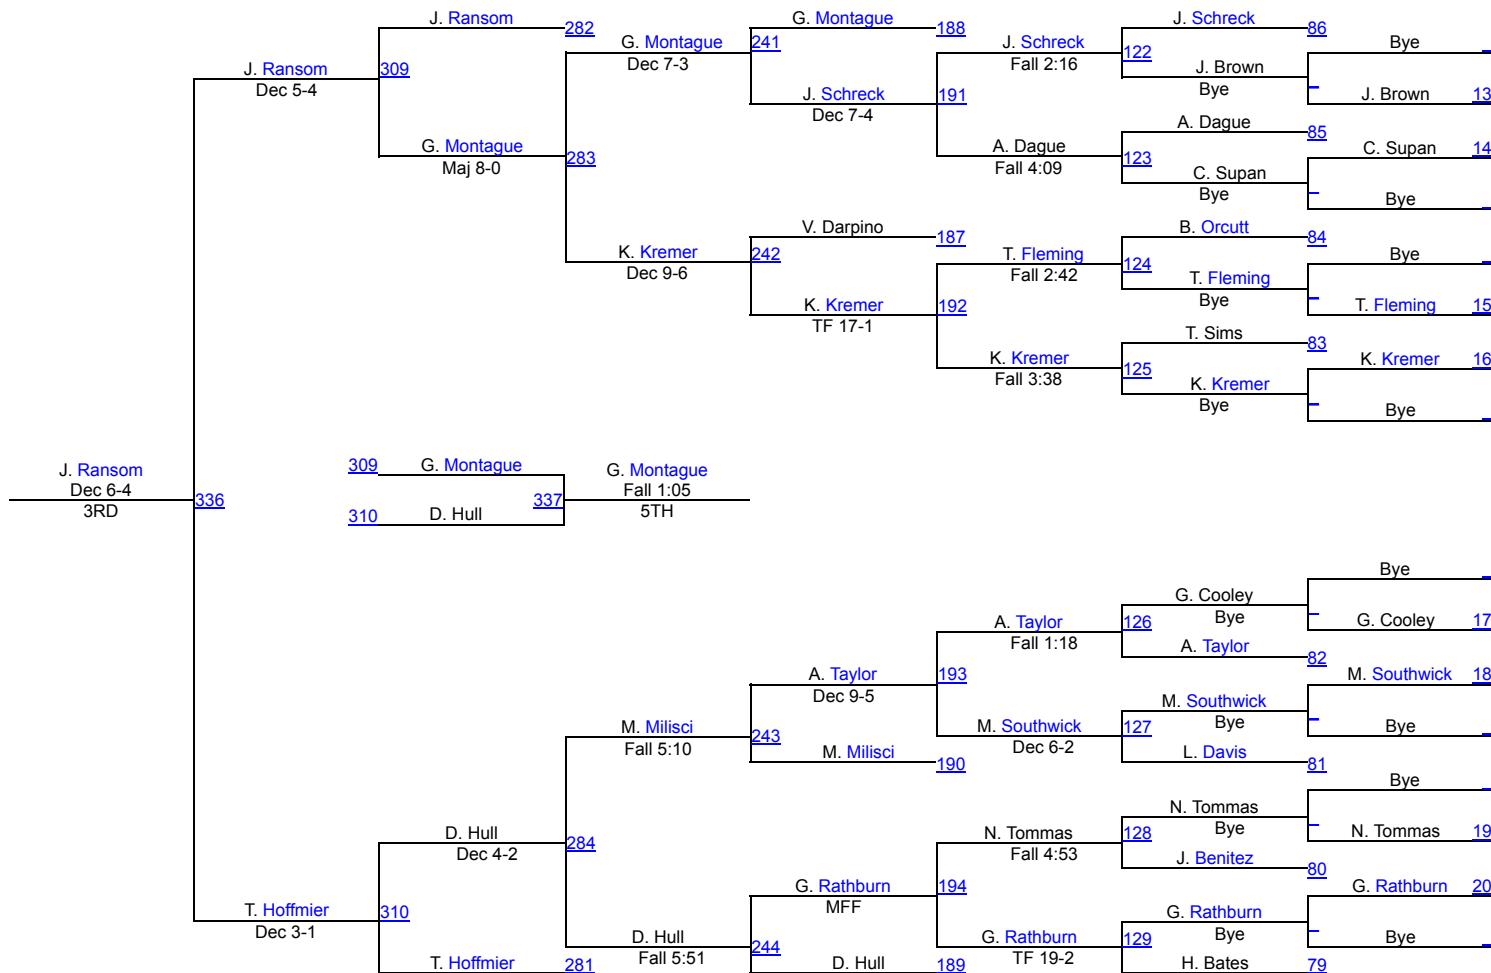 J. Ransom 282 G. Montague 188 J. Schreck 86
G. Montague 241 J. Schreck 122 Bye
Dec 7-3 Fall 2:16
J. Ransom 309 J. Brown
Dec 5-4 Bye
J. Schreck 191 J. Brown 13
Dec 7-4
A. Dague 85
G. Montague 283 A. Dague 123 C. Supan 14
Maj 8-0 Fall 4:09
C. Supan
Bye Bye
V. Darpino 187 B. Orcutt 84
K. Kremer 242 T. Fleming 124 Bye
Dec 9-6 Fall 2:42
T. Fleming
Bye
K. Kremer 192 T. Fleming 15
TF 17-1
T. Sims 83
K. Kremer 125 K. Kremer 16
Fall 3:38
K. Kremer
Bye Bye
J. Ransom 309 G. Montague G. Montague
Dec 6-4 336 337 Fall 1:05
3RD 310 D. Hull 5TH
Bye
G. Cooley
Bye
A. Taylor 126 G. Cooley 17
Fall 1:18
A. Taylor 82
A. Taylor 193 M. Southwick 18
Dec 9-5
M. Southwick
Bye
M. Milisci 243 M. Southwick 127 Bye
Fall 5:10 Dec 6-2
M. Milisci 190 L. Davis 81
Bye
N. Tommas
Bye
D. Hull 284 N. Tommas 128 N. Tommas 19
Dec 4-2 Fall 4:53
J. Benitez 80
G. Rathburn 194 G. Rathburn 20
MFF
T. Hoffmier 310 G. Rathburn
Dec 3-1 Bye
D. Hull 244 G. Rathburn 129 Bye
Fall 5:51 TF 19-2
T. Hoffmier 281 D. Hull 189 H. Bates 79